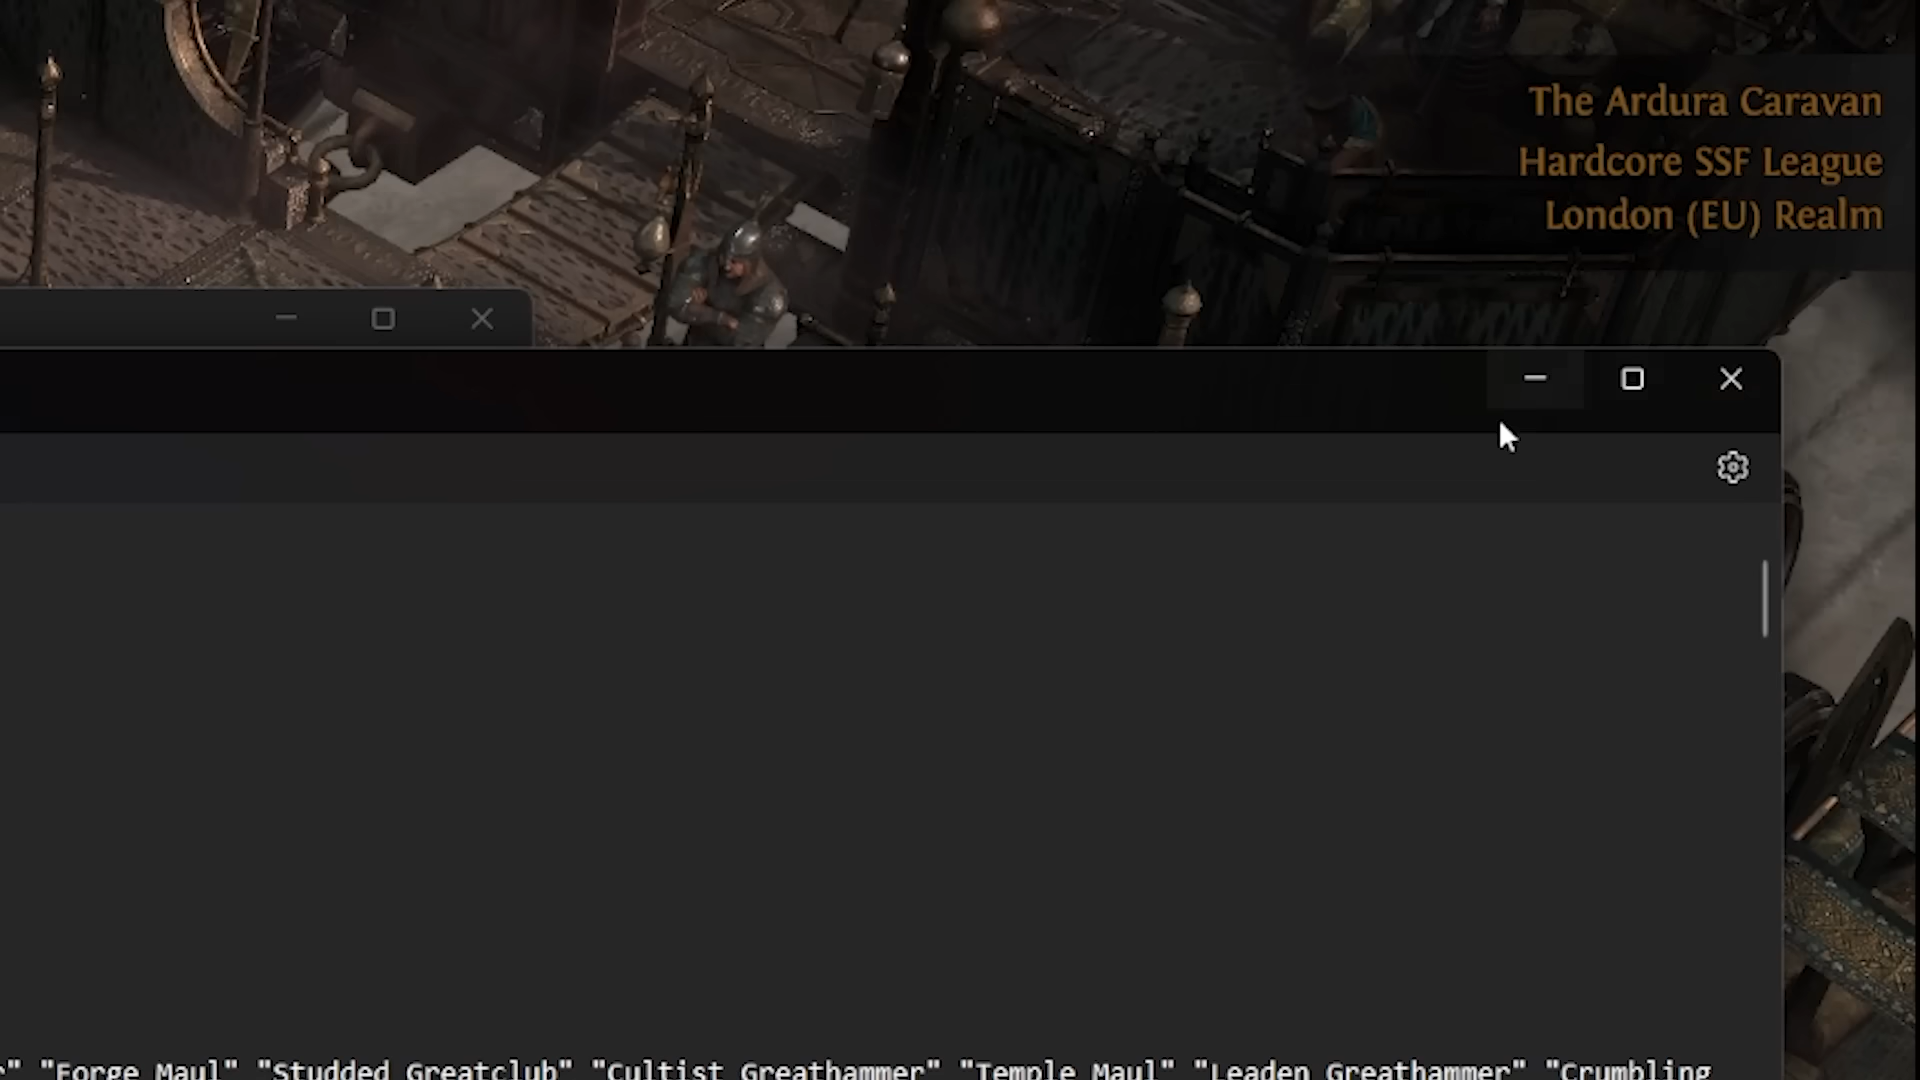 The Ardura Caravan
Hardcore SSF League
London (EU) Realm
" "Forge Maul" "Studded Greatclub" "Cultist Greathammer" "Temple Maul" "Leaden Greathammer" "Crumbling